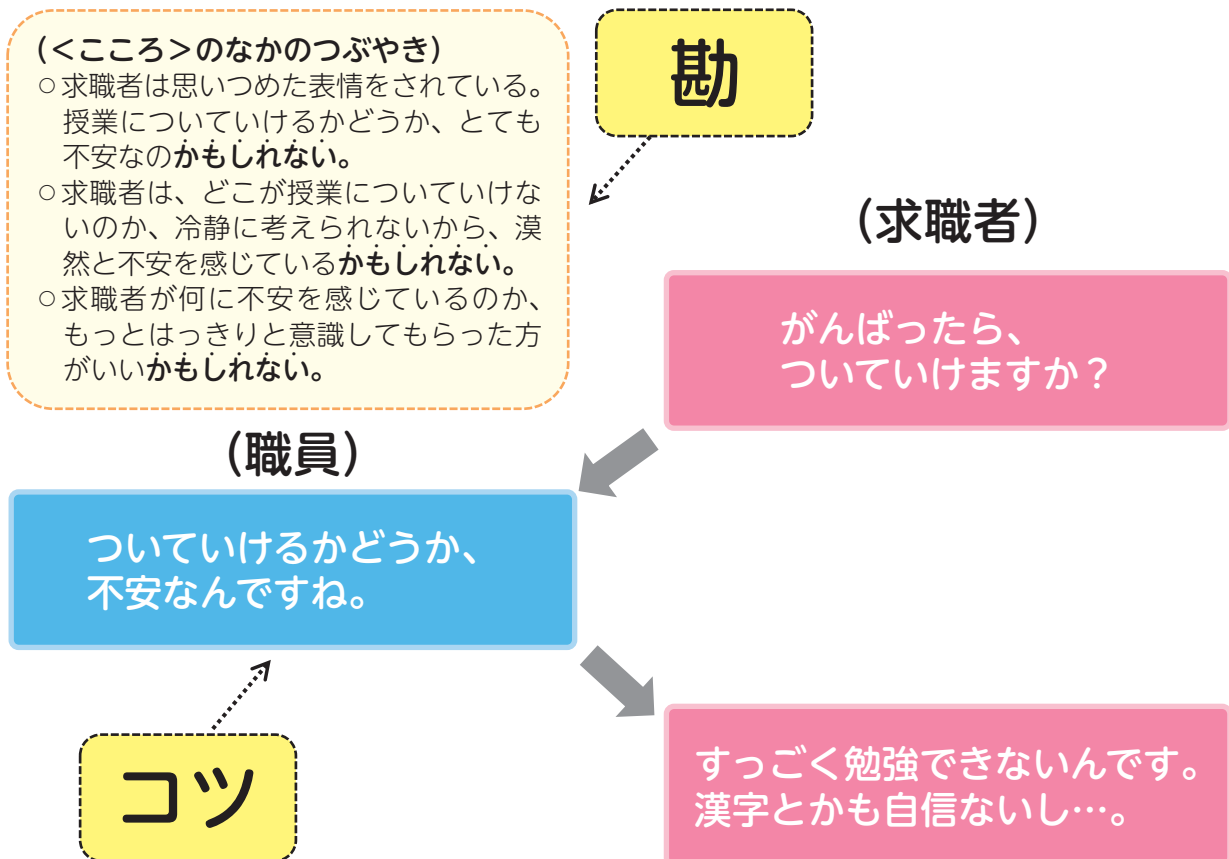 (<こころ>のなかのつぶやき)
○求職者は思いつめた表情をされている。
授業についていけるかどうか、とても
不安なのかもしれない。
○求職者は、どこが授業についていけな
いのか、冷静に考えられないから、漠
然と不安を感じているかもしれない。
○求職者が何に不安を感じているのか、
もっとはっきりと意識してもらった方
がいいかもしれない。
勘
(求職者)
がんばったら、
ついていけますか？
(職員)
ついていけるかどうか、
不安なんですね。
コツ
すっごく勉強できないんです。
漢字とかも自信ないし…。